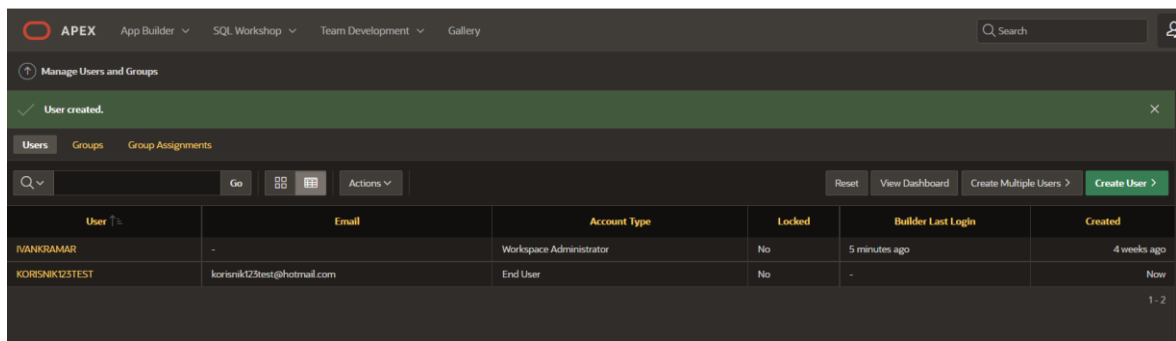 APEX App Builder SQL Workshop Team Development Gallery Search
Manage Users and Groups
User created.
Users Groups Group Assignments
Go Actions Reset View Dashboard Create Multiple Users > Create User >
User Email Account Type Locked Builder Last Login Created
IVANKRAMAR - Workspace Administrator No 5 minutes ago 4 weeks ago
KORISNIK123TEST korisnik123test@hotmail.com End User No - Now
1 - 2